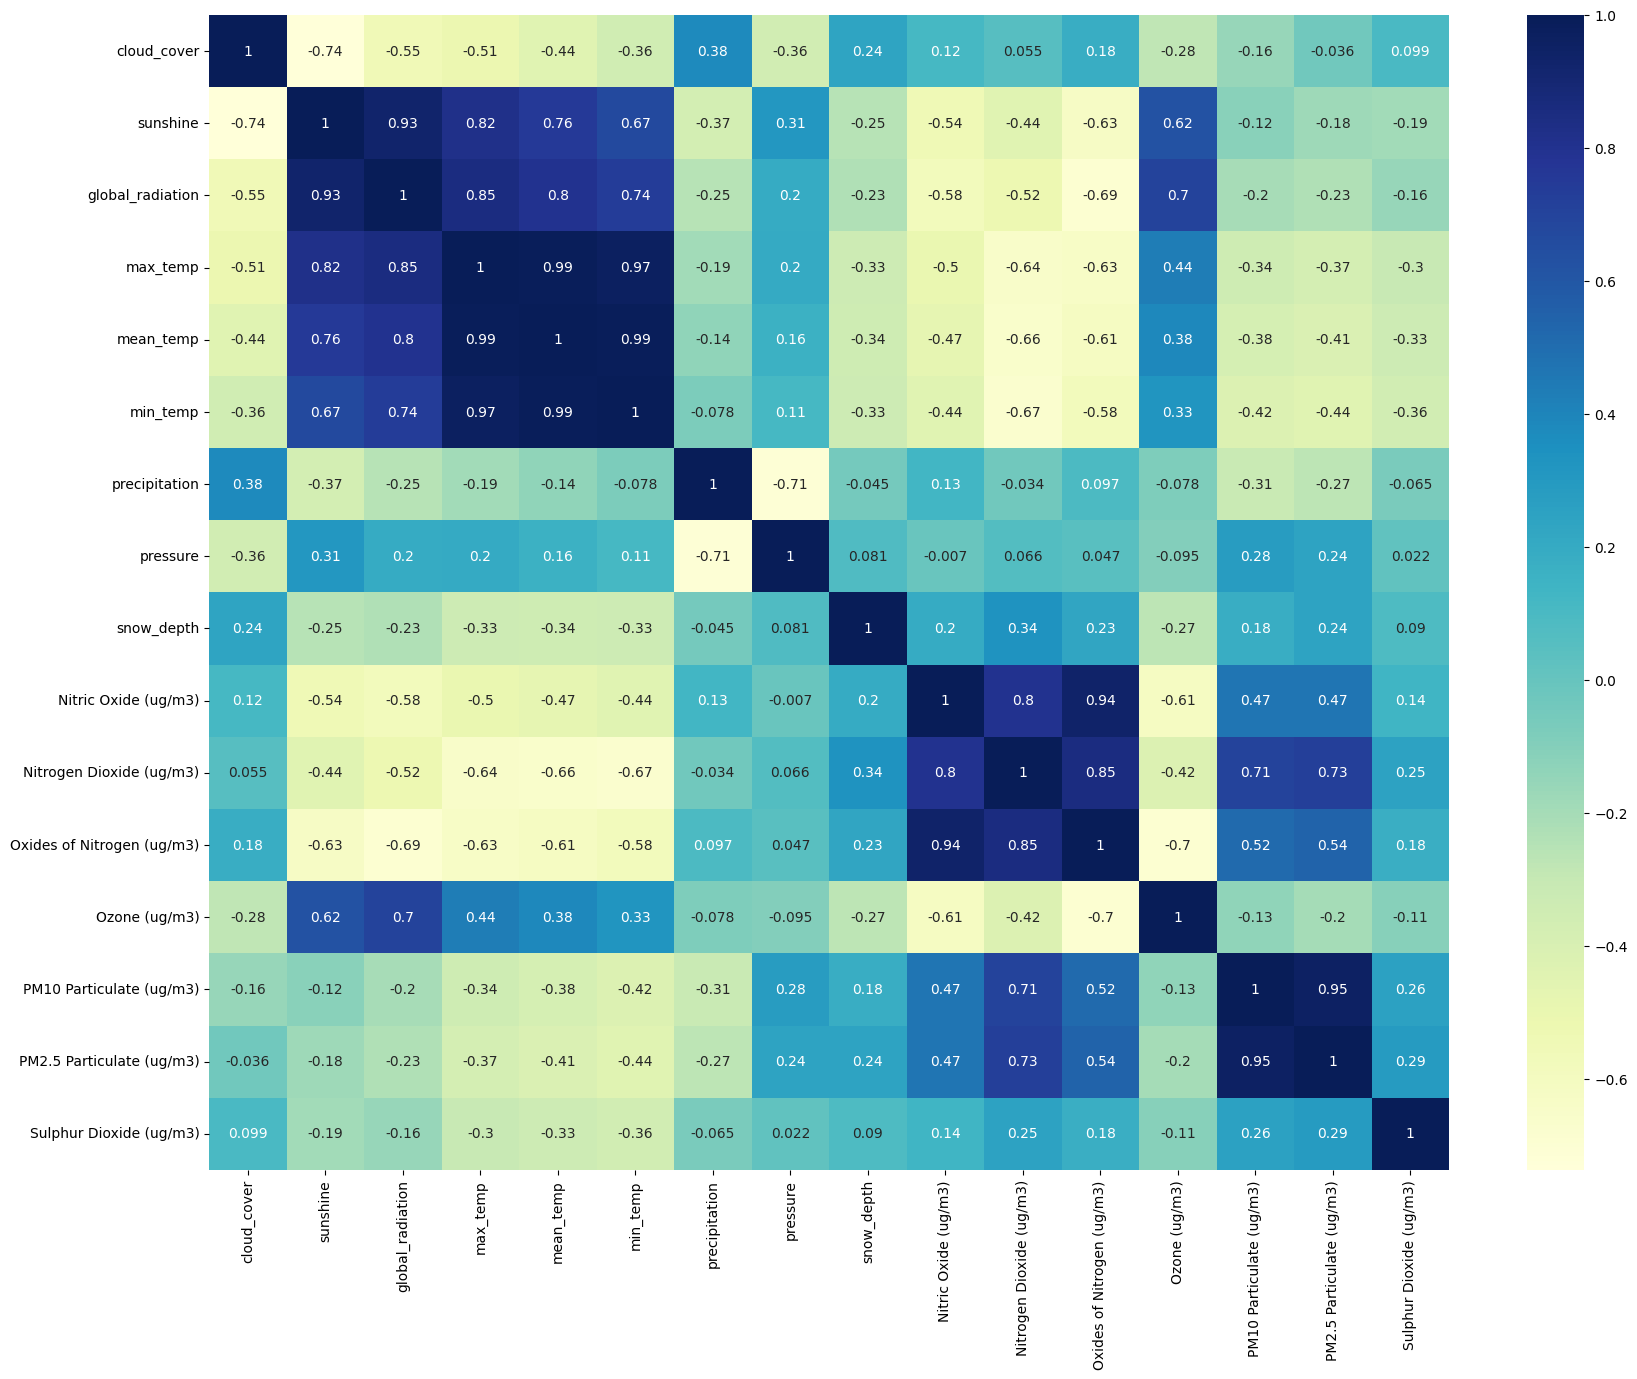 cloud_cover 1 -0.74 -0.55 -0.51 -0.44 -0.36 0.38 -0.36 0.24 0.12 0.055 0.18 -0.28 -0.16 -0.036 0.099
sunshine -0.74 1 0.93 0.82 0.76 0.67 -0.37 0.31 -0.25 -0.54 -0.44 -0.63 0.62 -0.12 -0.18 -0.19
global_radiation -0.55 0.93 1 0.85 0.8 0.74 -0.25 0.2 -0.23 -0.58 -0.52 -0.69 0.7 -0.2 -0.23 -0.16
max_temp -0.51 0.82 0.85 1 0.99 0.97 -0.19 0.2 -0.33 -0.5 -0.64 -0.63 0.44 -0.34 -0.37 -0.3
mean_temp -0.44 0.76 0.8 0.99 1 0.99 -0.14 0.16 -0.34 -0.47 -0.66 -0.61 0.38 -0.38 -0.41 -0.33
min_temp -0.36 0.67 0.74 0.97 0.99 1 -0.078 0.11 -0.33 -0.44 -0.67 -0.58 0.33 -0.42 -0.44 -0.36
precipitation 0.38 -0.37 -0.25 -0.19 -0.14 -0.078 1 -0.71 -0.045 0.13 -0.034 0.097 -0.078 -0.31 -0.27 -0.065
pressure -0.36 0.31 0.2 0.2 0.16 0.11 -0.71 1 0.081 -0.007 0.066 0.047 -0.095 0.28 0.24 0.022
snow_depth 0.24 -0.25 -0.23 -0.33 -0.34 -0.33 -0.045 0.081 1 0.2 0.34 0.23 -0.27 0.18 0.24 0.09
Nitric Oxide (ug/m3) 0.12 -0.54 -0.58 -0.5 -0.47 -0.44 0.13 -0.007 0.2 1 0.8 0.94 -0.61 0.47 0.47 0.14
Nitrogen Dioxide (ug/m3) 0.055 -0.44 -0.52 -0.64 -0.66 -0.67 -0.034 0.066 0.34 0.8 1 0.85 -0.42 0.71 0.73 0.25
Oxides of Nitrogen (ug/m3) 0.18 -0.63 -0.69 -0.63 -0.61 -0.58 0.097 0.047 0.23 0.94 0.85 1 -0.7 0.52 0.54 0.18
Ozone (ug/m3) -0.28 0.62 0.7 0.44 0.38 0.33 -0.078 -0.095 -0.27 -0.61 -0.42 -0.7 1 -0.13 -0.2 -0.11
PM10 Particulate (ug/m3) -0.16 -0.12 -0.2 -0.34 -0.38 -0.42 -0.31 0.28 0.18 0.47 0.71 0.52 -0.13 1 0.95 0.26
PM2.5 Particulate (ug/m3) -0.036 -0.18 -0.23 -0.37 -0.41 -0.44 -0.27 0.24 0.24 0.47 0.73 0.54 -0.2 0.95 1 0.29
Sulphur Dioxide (ug/m3) 0.099 -0.19 -0.16 -0.3 -0.33 -0.36 -0.065 0.022 0.09 0.14 0.25 0.18 -0.11 0.26 0.29 1
cloud_cover
sunshine
global_radiation
max_temp
mean_temp
min_temp
precipitation
pressure
snow_depth
Nitric Oxide (ug/m3)
Nitrogen Dioxide (ug/m3)
Oxides of Nitrogen (ug/m3)
Ozone (ug/m3)
PM10 Particulate (ug/m3)
PM2.5 Particulate (ug/m3)
Sulphur Dioxide (ug/m3)
1.0
0.8
0.6
0.4
0.2
0.0
−0.2
−0.4
−0.6